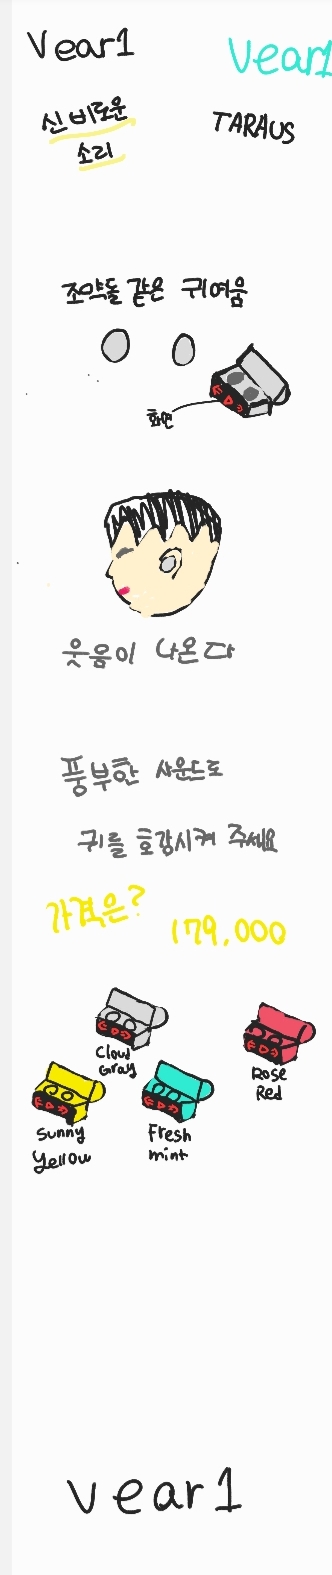 Vear1
Vear1
신비로운
소리
TARAUS
조약돌 같은 귀여움
화면
웃음이 나온다
풍부한 사운드로
귀를 호강시켜 주세요
가격은?
179,000
Cloud
Gray
Rose
Red
Sunny
Yellow
Fresh
mint
vear1